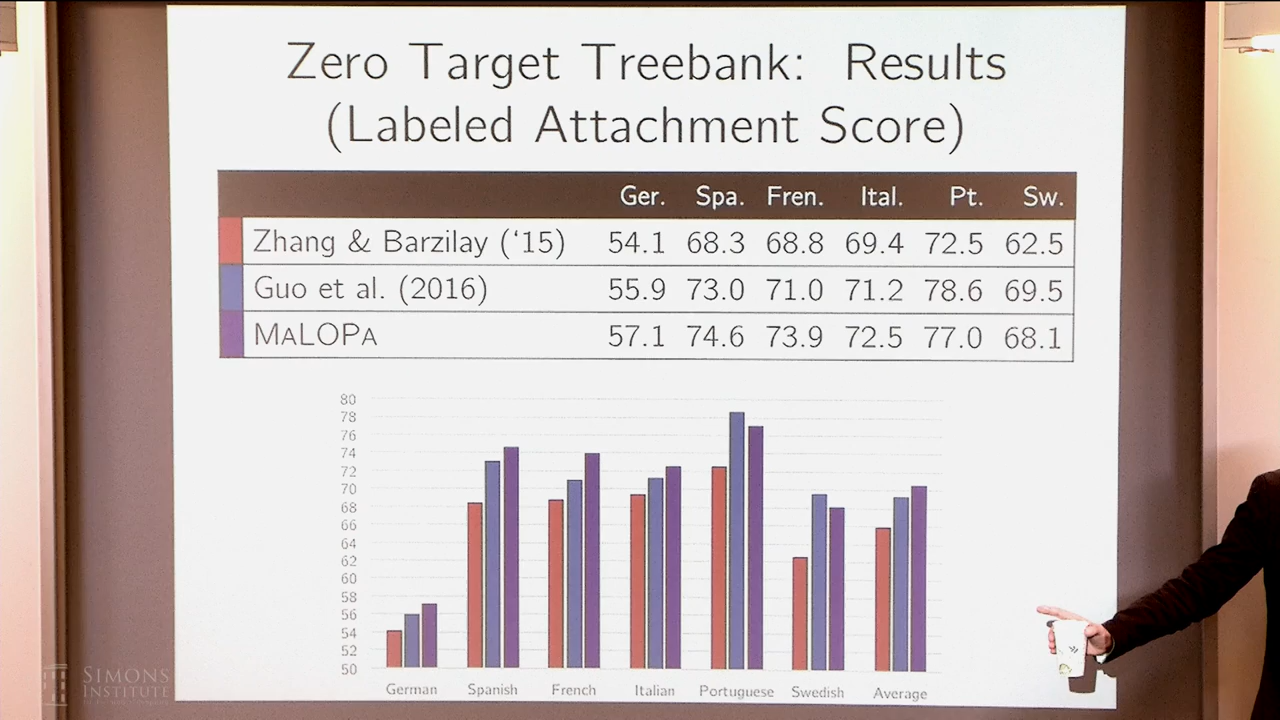 Zero Target Treebank: Results
(Labeled Attachment Score)
Ger. Spa. Fren. Ital. Pt. Sw.
Zhang & Barzilay (‘15) 54.1 68.3 68.8 69.4 72.5 62.5
Guo et al. (2016) 55.9 73.0 71.0 71.2 78.6 69.5
MALOPA 57.1 74.6 73.9 72.5 77.0 68.1
80
78
76
74
72
70
68
66
64
62
60
58
56
54
52
50
German Spanish French Italian Portuguese Swedish Average
SIMONS
INSTITUTE